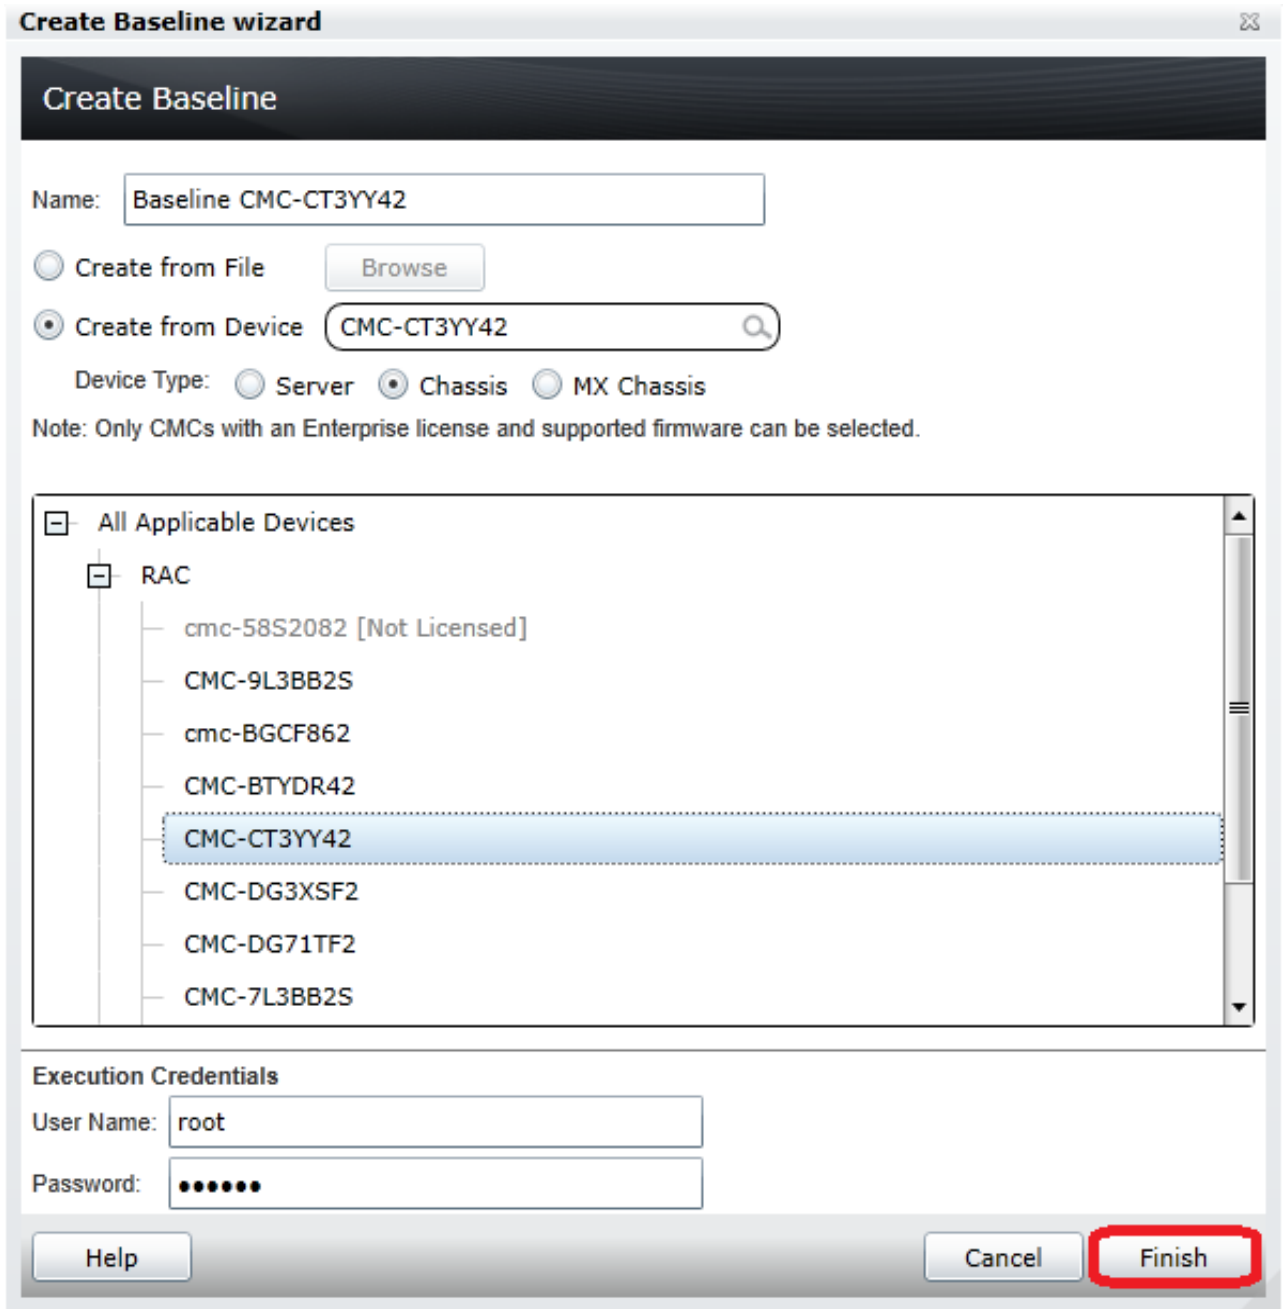 Create Baseline wizard
Create Baseline
Name: Baseline CMC-CT3YY42
Create from File Browse
Create from Device CMC-CT3YY42
Device Type: Server Chassis MX Chassis
Note: Only CMCs with an Enterprise license and supported firmware can be selected.
All Applicable Devices
RAC
cmc-58S2082 [Not Licensed]
CMC-9L3BB2S
cmc-BGCF862
CMC-BTYDR42
CMC-CT3YY42
CMC-DG3XSF2
CMC-DG71TF2
CMC-7L3BB2S
Execution Credentials
User Name: root
Password: ••••••
Help Cancel Finish